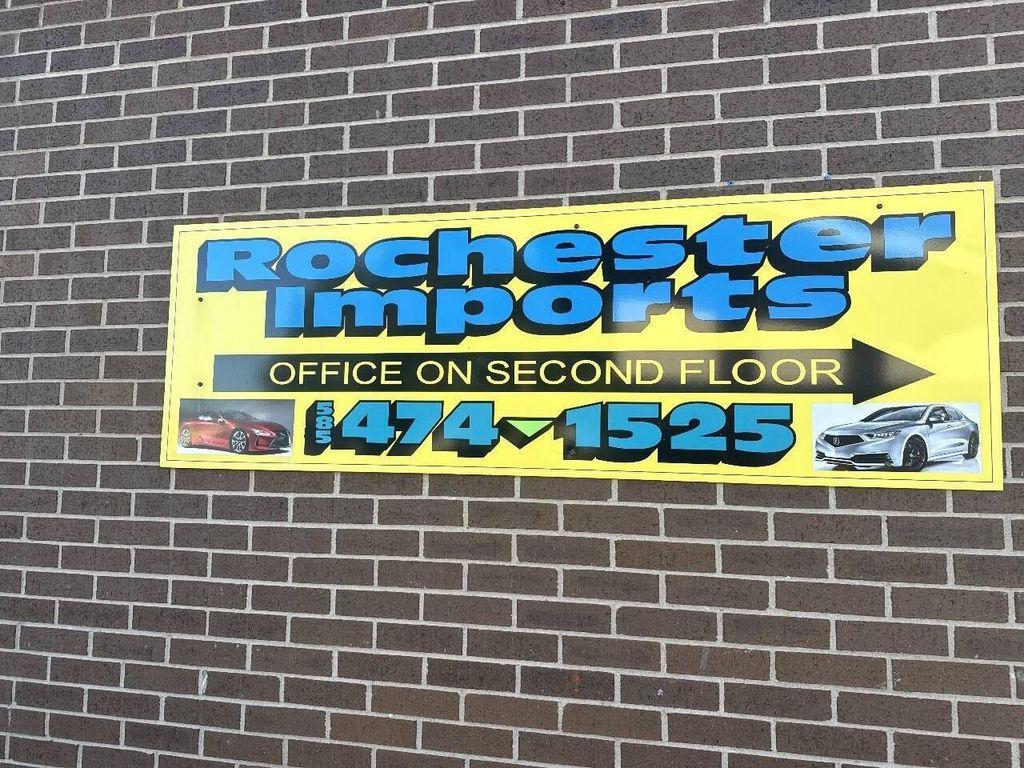 Rochester
Imports
OFFICE ON SECOND FLOOR
585 474-1525